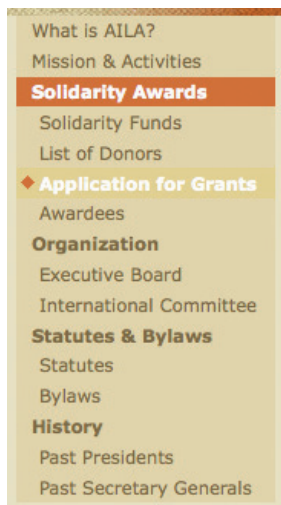 What is AILA?
Mission & Activities
Solidarity Awards
Solidarity Funds
List of Donors
Application for Grants
Awardees
Organization
Executive Board
International Committee
Statutes & Bylaws
Statutes
Bylaws
History
Past Presidents
Past Secretary Generals